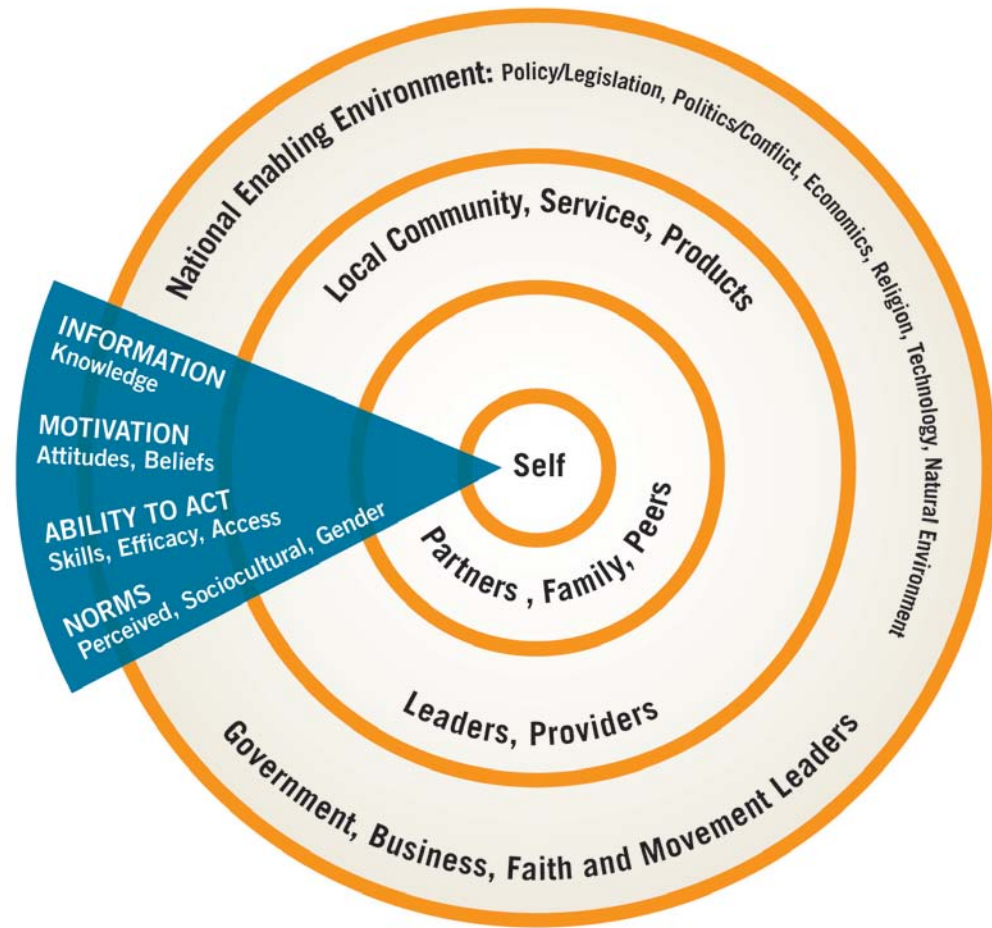 National Enabling Environment: Policy/Legislation, Politics/Conflict, Economics, Religion, Technology, Natural Environment
Local Community, Services, Products
INFORMATION
Knowledge
MOTIVATION
Attitudes, Beliefs
ABILITY TO ACT
Skills, Efficacy, Access
NORMS
Perceived, Sociocultural, Gender
Self
Partners , Family, Peers
Leaders, Providers
Government, Business, Faith and Movement Leaders